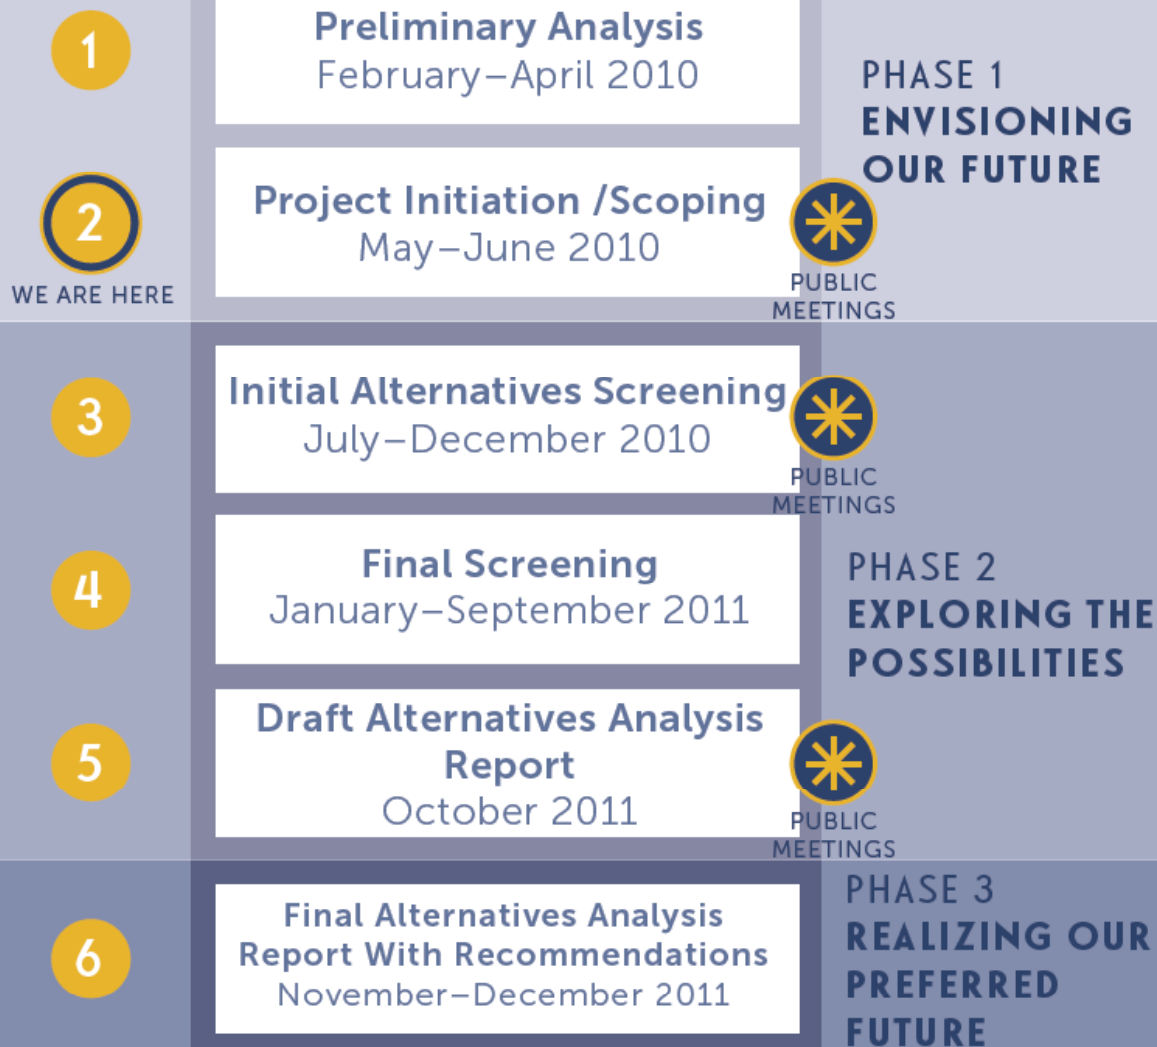 1
Preliminary Analysis
February–April 2010
PHASE 1
ENVISIONING
OUR FUTURE
2
WE ARE HERE
Project Initiation /Scoping
May–June 2010
PUBLIC
MEETINGS
3
Initial Alternatives Screening
July–December 2010
PUBLIC
MEETINGS
4
Final Screening
January–September 2011
PHASE 2
EXPLORING THE
POSSIBILITIES
5
Draft Alternatives Analysis
Report
October 2011
PUBLIC
MEETINGS
6
Final Alternatives Analysis
Report With Recommendations
November–December 2011
PHASE 3
REALIZING OUR
PREFERRED
FUTURE